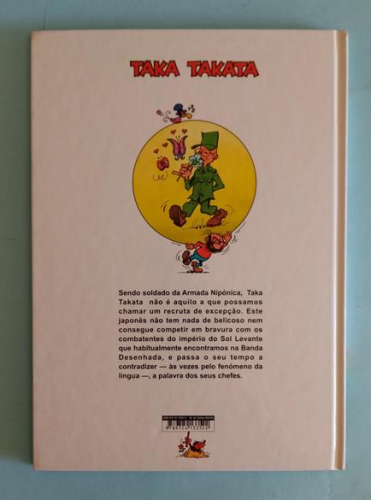 TAKA TAKATA
Sendo soldado da Armada Nipónica, Taka
Takata não é aquilo a que possamos
chamar um recruta de excepção. Este
japonês não tem nada de belicoso nem
consegue competir em bravura com os
combatentes do império do Sol Levante
que habitualmente encontramos na Banda
Desenhada, e passa o seu tempo a
contradizer — às vezes pelo fenómeno da
língua —, a palavra dos seus chefes.